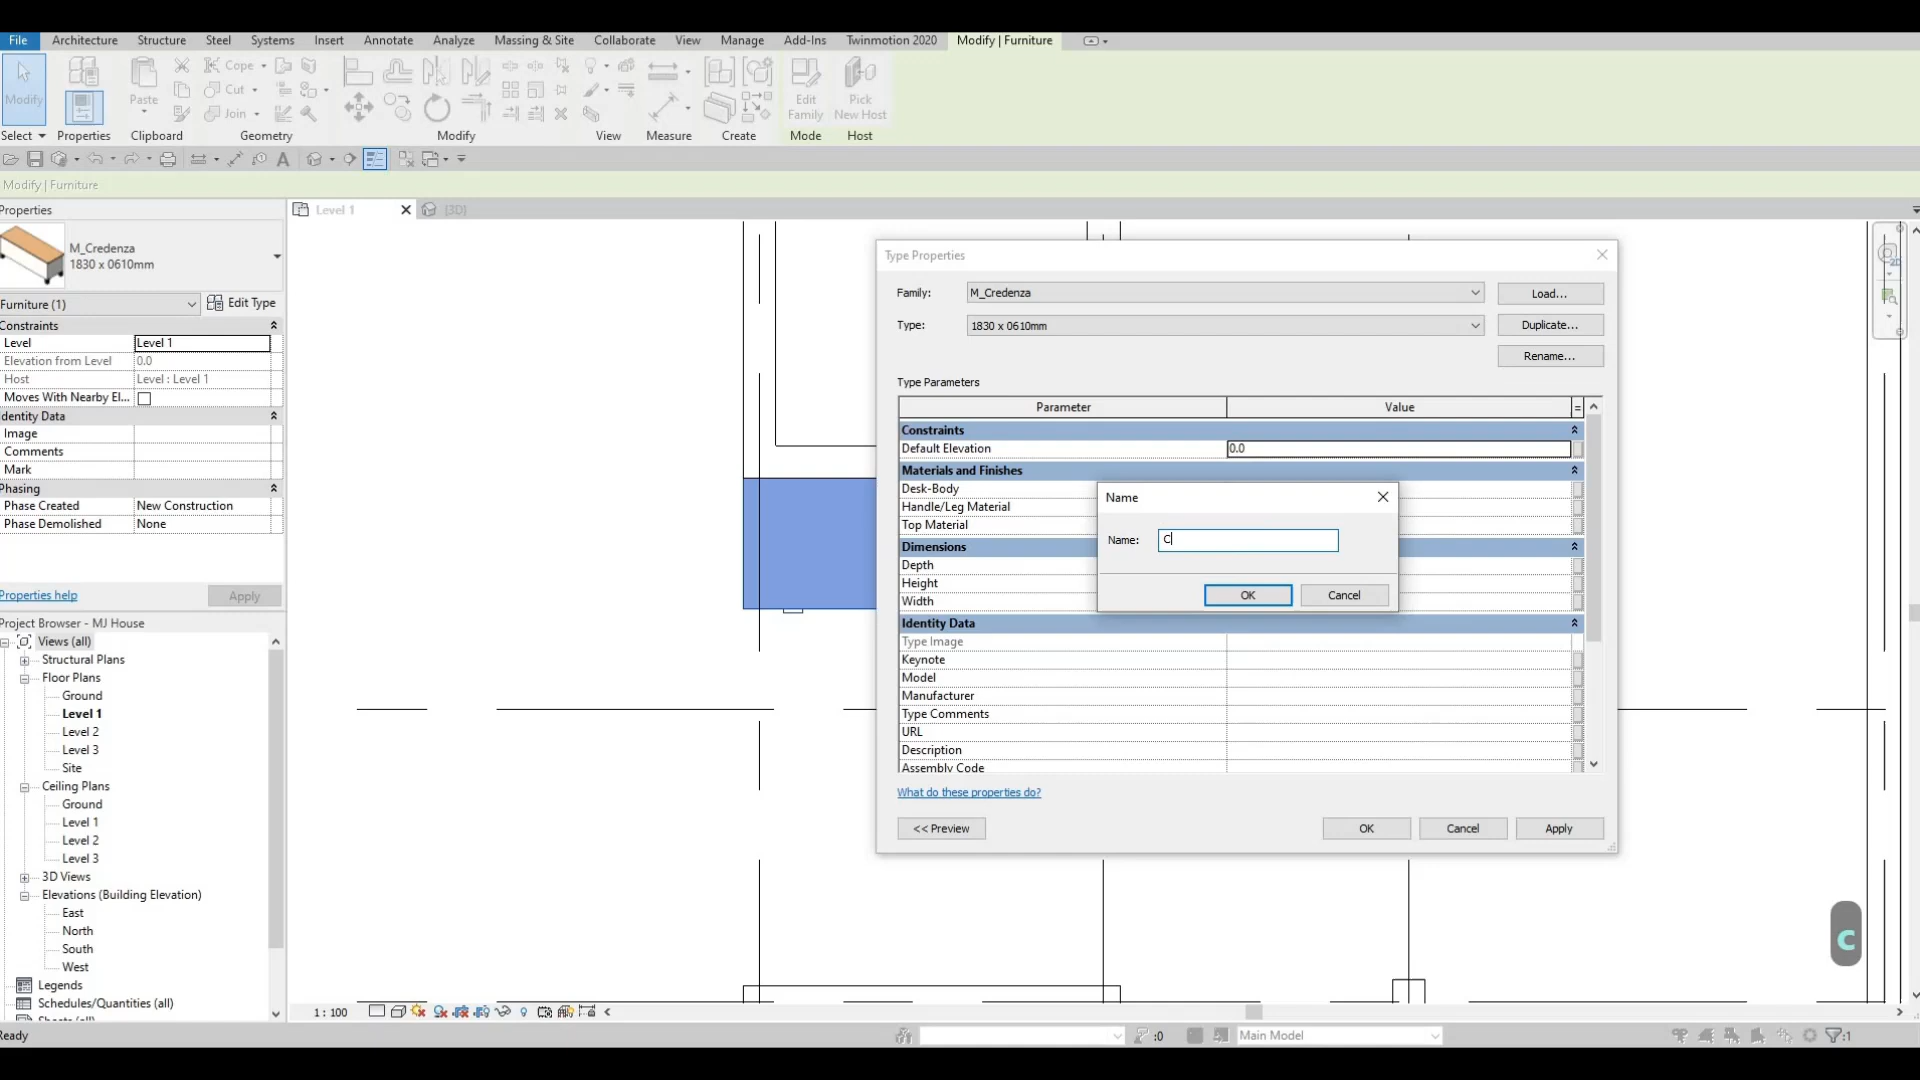 File Architecture Structure Steel Systems Insert Annotate Analyze Massing & Site Collaborate View Manage Add-Ins Twinmotion 2020 Modify | Furniture
Modify
Paste
Cope
Cut
Join
Edit Family
Pick New Host
Select Properties Clipboard Geometry Modify View Measure Create Mode Host
Modify | Furniture
Properties
M_Credenza
1830 x 0610mm
Furniture (1) Edit Type
Constraints
Level Level 1
Elevation from Level 0.0
Host Level : Level 1
Moves With Nearby El...
Identity Data
Image
Comments
Mark
Phasing
Phase Created New Construction
Phase Demolished None
Properties help Apply
Project Browser - MJ House
Views (all)
Structural Plans
Floor Plans
Ground
Level 1
Level 2
Level 3
Site
Ceiling Plans
Ground
Level 1
Level 2
Level 3
3D Views
Elevations (Building Elevation)
East
North
South
West
Legends
Schedules/Quantities (all)
Sheets (all)
Level 1 {3D}
Type Properties
Family: M_Credenza Load...
Type: 1830 x 0610mm Duplicate...
Rename...
Type Parameters
Parameter Value =
Constraints
Default Elevation 0.0
Materials and Finishes
Desk-Body
Handle/Leg Material
Top Material
Dimensions
Depth
Height
Width
Identity Data
Type Image
Keynote
Model
Manufacturer
Type Comments
URL
Description
Assembly Code
What do these properties do?
<< Preview OK Cancel Apply
Name
Name: C
OK Cancel
2D
c
1 : 100
Ready :0 Main Model :1